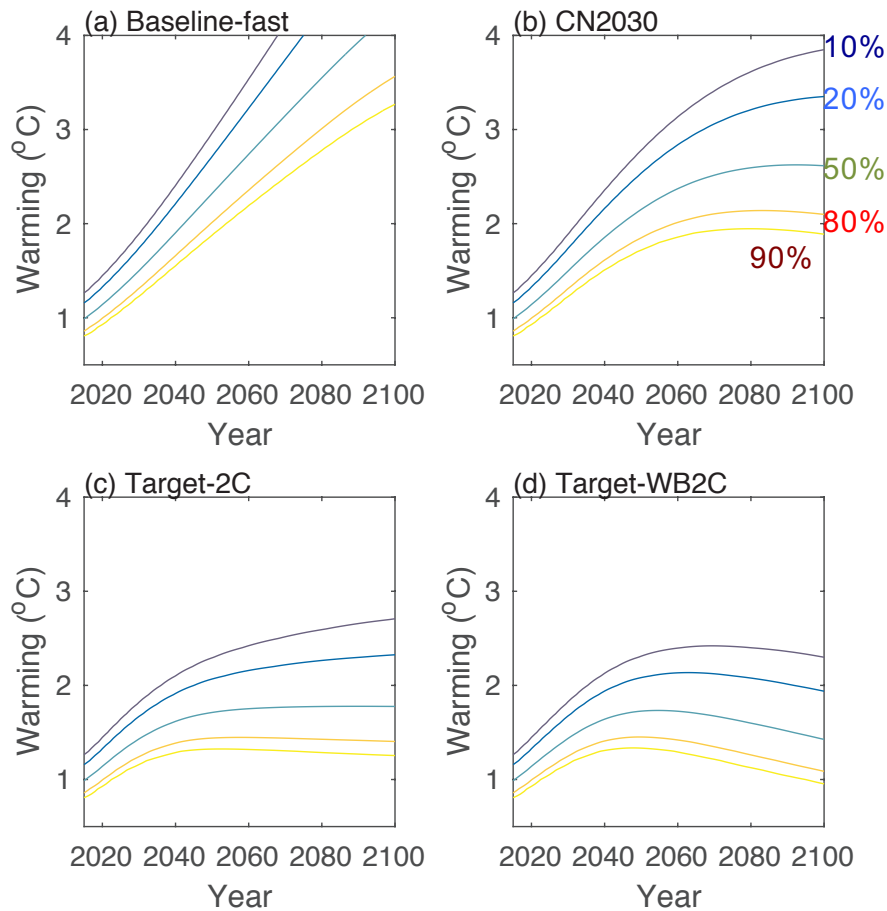 (a) Baseline-fast
4
3
2
1
Warming (°C)
2020 2040 2060 2080 2100
Year
(b) CN2030
4
3
2
1
Warming (°C)
10%
20%
50%
80%
90%
2020 2040 2060 2080 2100
Year
(c) Target-2C
4
3
2
1
Warming (°C)
2020 2040 2060 2080 2100
Year
(d) Target-WB2C
4
3
2
1
Warming (°C)
2020 2040 2060 2080 2100
Year